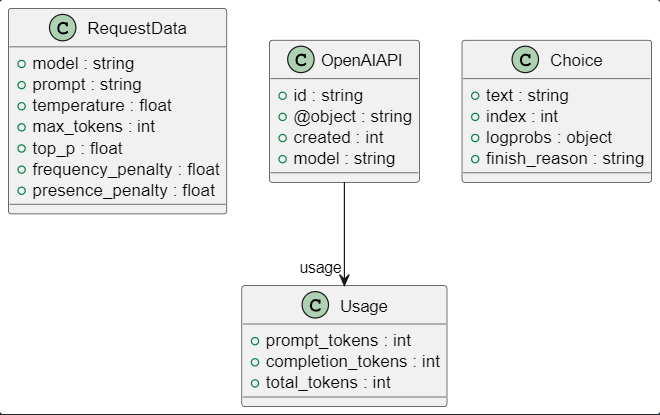 C RequestData
model : string
prompt : string
temperature : float
max_tokens : int
top_p : float
frequency_penalty : float
presence_penalty : float
C OpenAIAPI
id : string
@object : string
created : int
model : string
C Choice
text : string
index : int
logprobs : object
finish_reason : string
usage
C Usage
prompt_tokens : int
completion_tokens : int
total_tokens : int